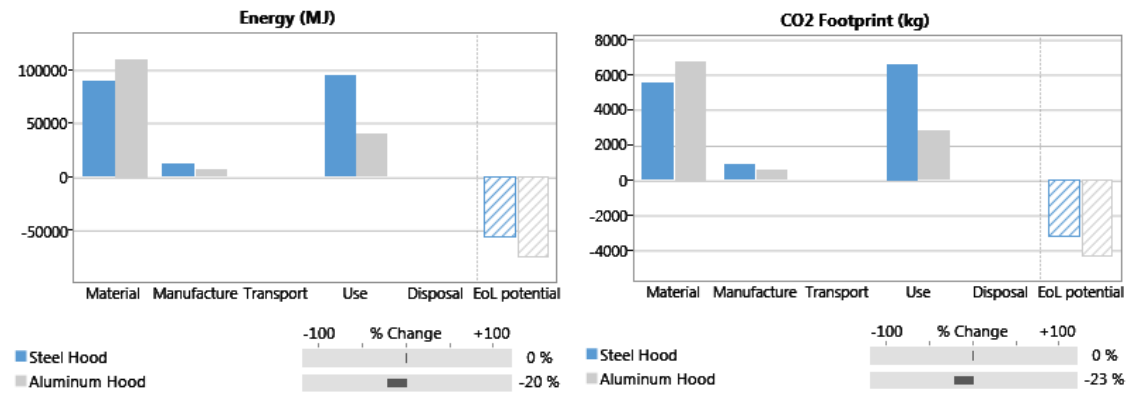 Energy (MJ)
100000
50000
0
-50000
Material Manufacture Transport Use Disposal EoL potential
-100 % Change +100
Steel Hood 0 %
Aluminum Hood -20 %
CO2 Footprint (kg)
8000
6000
4000
2000
0
-2000
-4000
Material Manufacture Transport Use Disposal EoL potential
-100 % Change +100
Steel Hood 0 %
Aluminum Hood -23 %